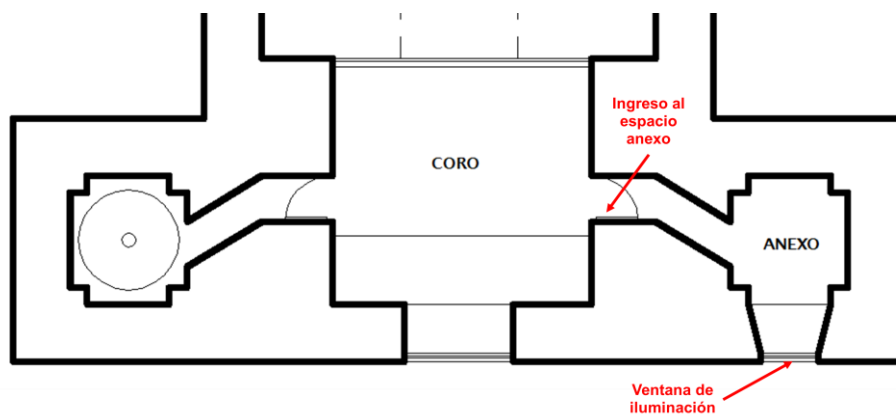 Ingreso al
espacio
anexo
CORO
ANEXO
Ventana de
iluminación